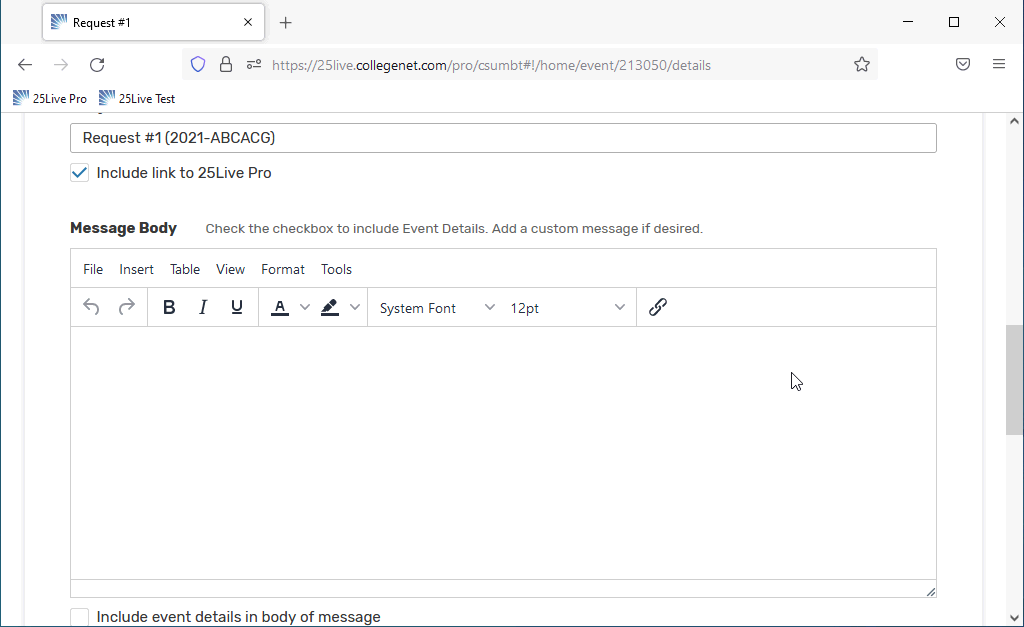 Request #1
https://25live.collegenet.com/pro/csumbt#!/home/event/213050/details
25Live Pro 25Live Test
Request #1 (2021-ABCACG)
Include link to 25Live Pro
Message Body Check the checkbox to include Event Details. Add a custom message if desired.
File Insert Table View Format Tools
B I U A System Font 12pt
Include event details in body of message